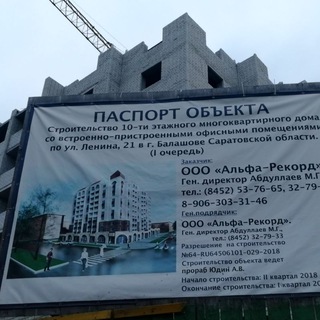 ПАСПОРТ ОБЪЕКТА
Строительство 10-ти этажного многоквартирного дома
со встроенно-пристроенными офисными помещениями
по ул. Ленина, 21 в г. Балашове Саратовской области.
(I очередь)
Заказчик:
ООО «Альфа-Рекорд»
Ген. директор Абдуллаев М.Г
тел.: (8452) 53-76-65, 32-79-
8-906-303-31-46
Ген.подрядчик:
ООО «Альфа-Рекорд».
Ген. директор Абдуллаев М.Г.,
тел.: (8452) 32-79-33
Разрешение на строительство
№64-RU64506101-029-2018
Строительство объекта ведет
прораб Юдин А.В.
Начало строительства: II квартал 2018
Окончание строительства: I квартал 20